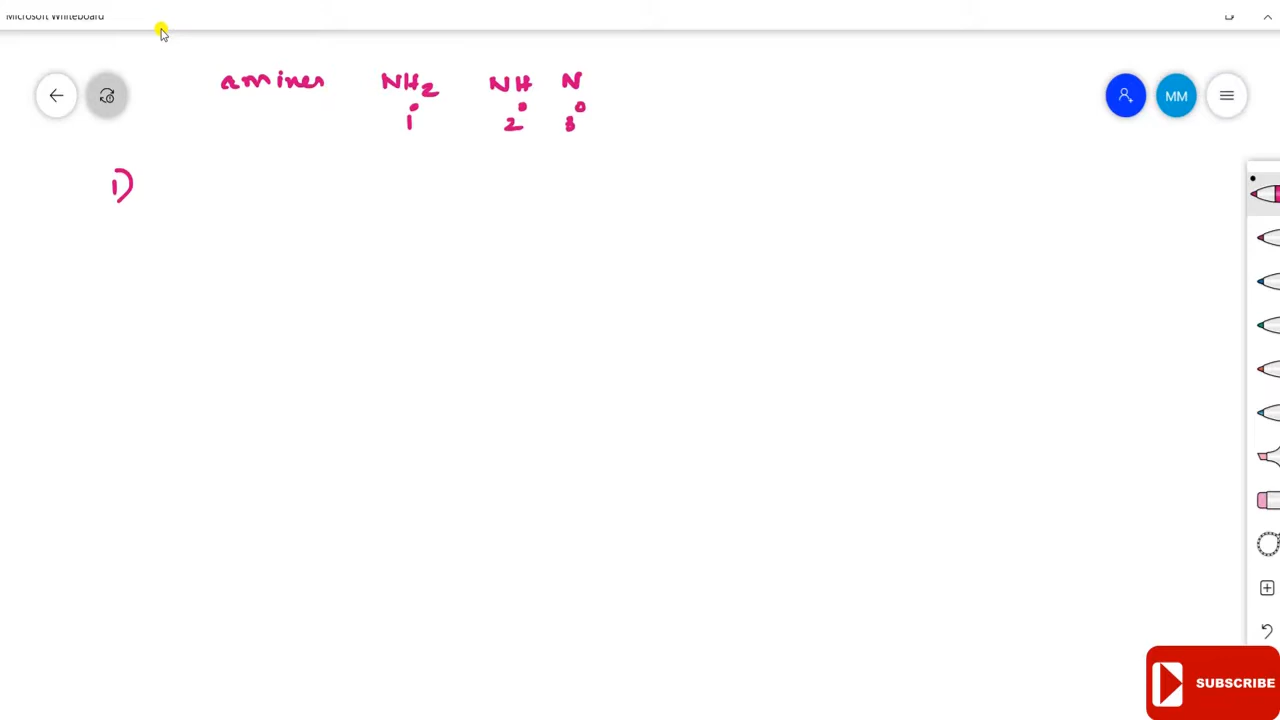 Microsoft Whiteboard
amines NH₂ NH N
1° 2° 3°
MM
1)
SUBSCRIBE